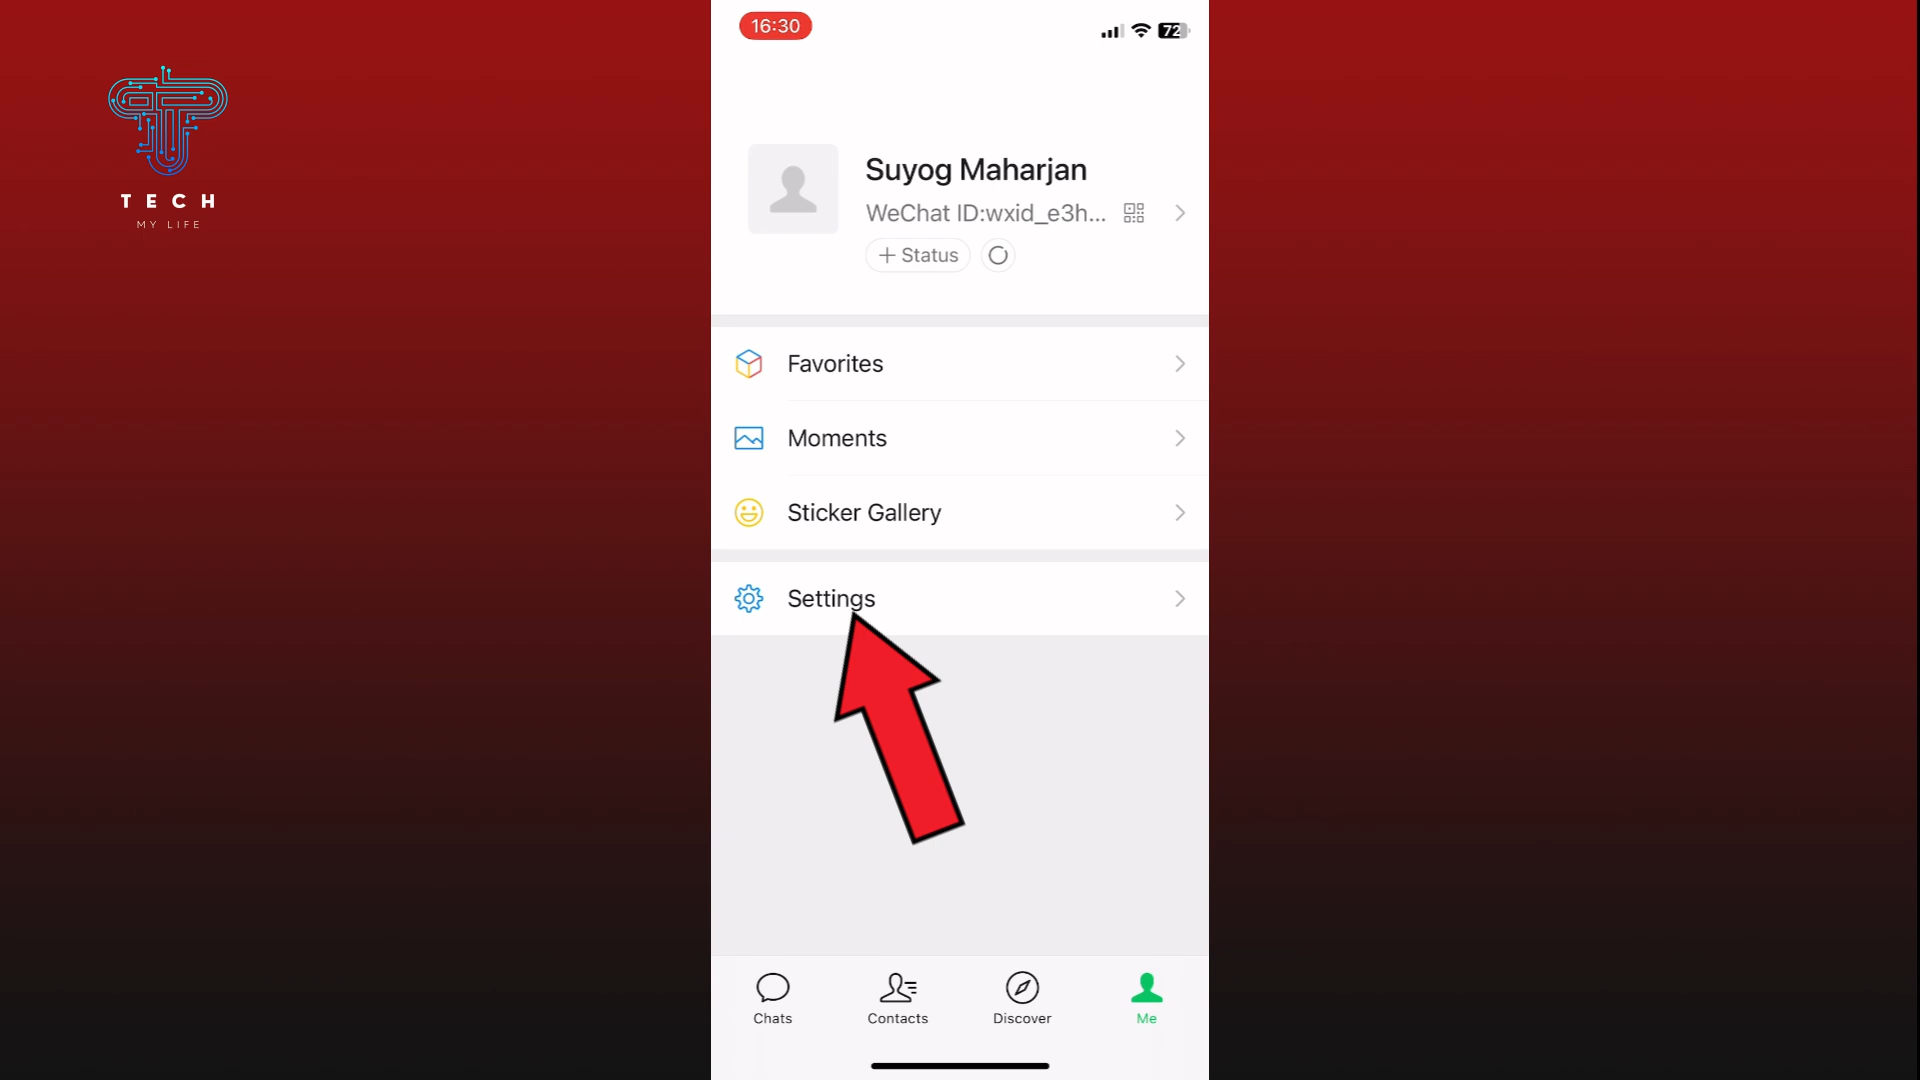 16:30
72
TECH
MY LIFE
Suyog Maharjan
WeChat ID:wxid_e3h...
+ Status
Favorites
Moments
Sticker Gallery
Settings
Chats
Contacts
Discover
Me